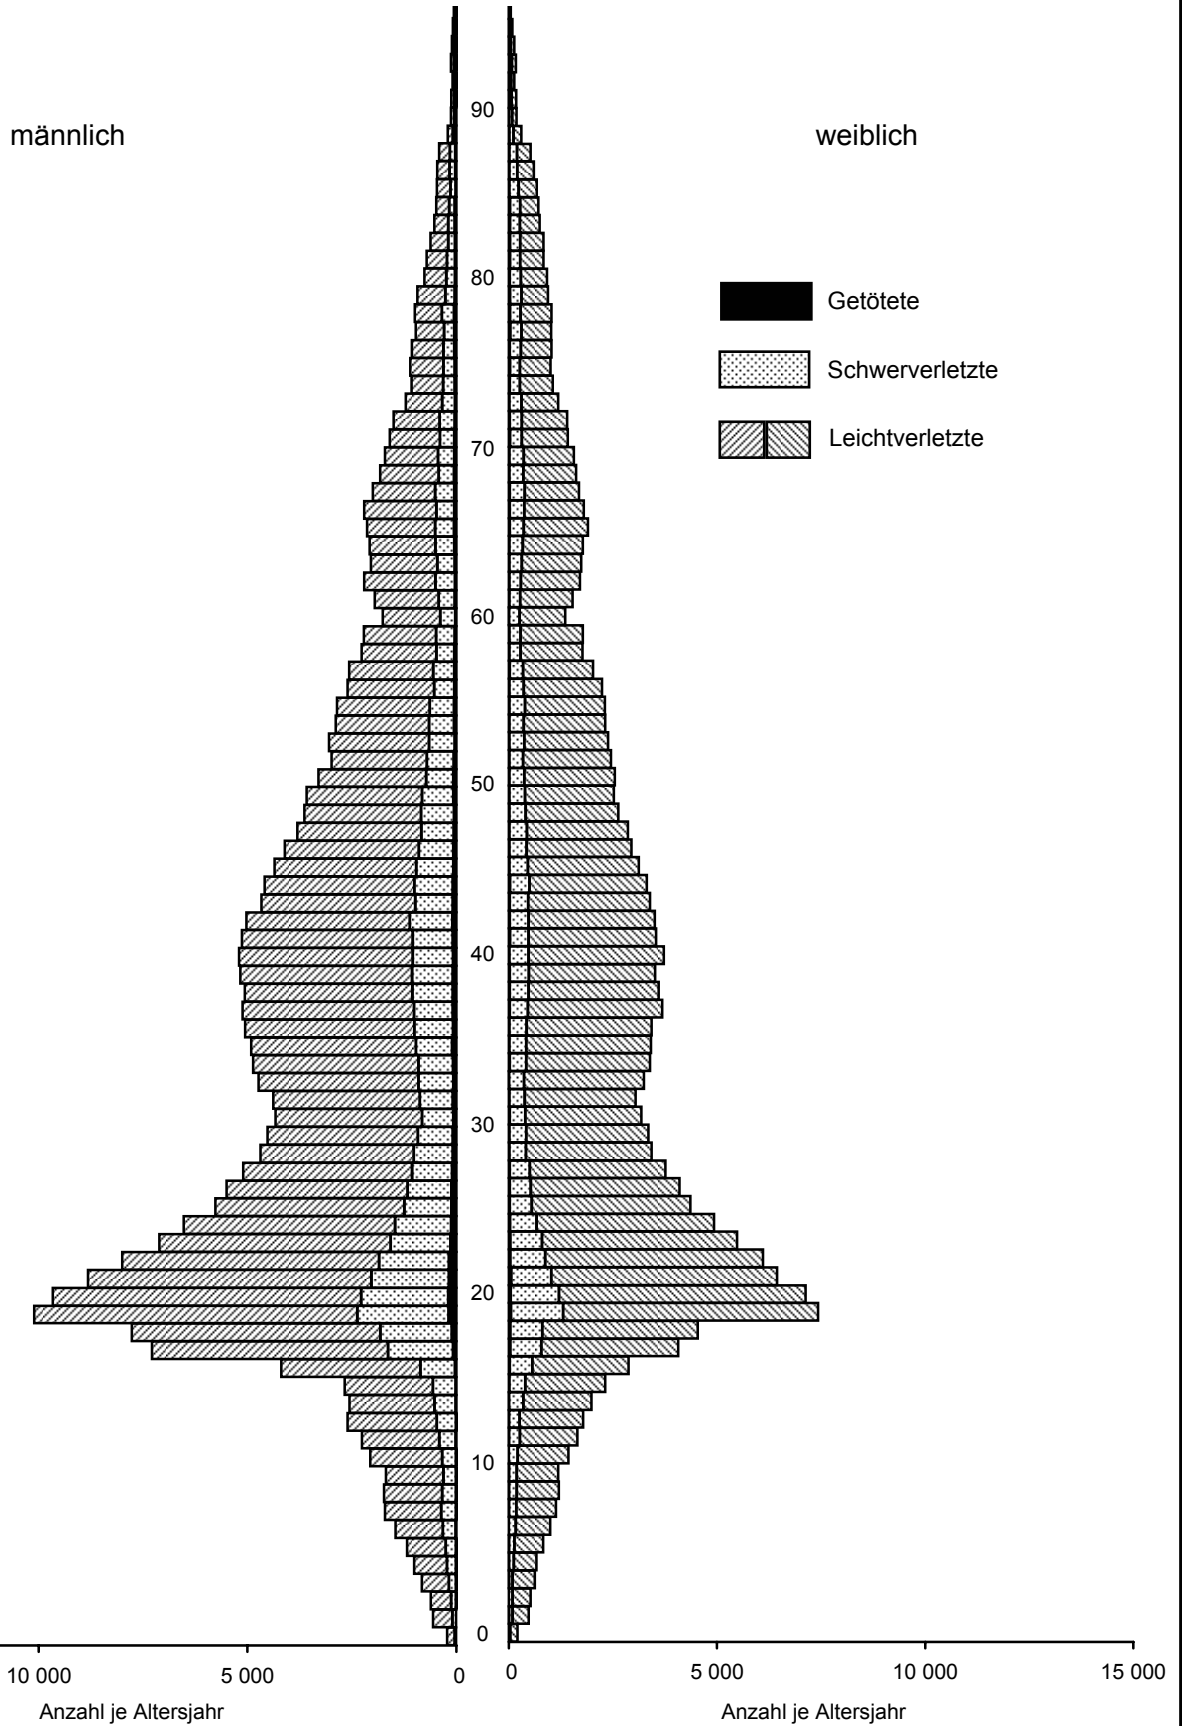 90
männlich
weiblich
80
Getötete
Schwerverletzte
Leichtverletzte
70
60
50
40
30
20
10
0
10 000 5 000 0 0 5 000 10 000 15 000
Anzahl je Altersjahr Anzahl je Altersjahr